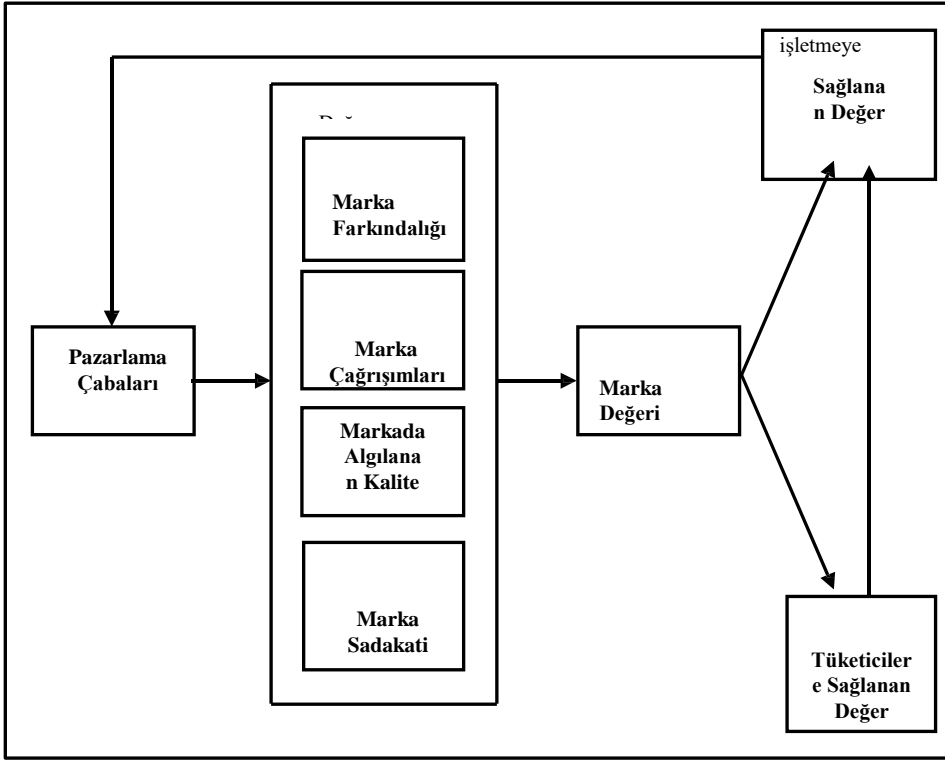 işletmeye
Sağlana
n Değer
Marka
Farkındalığı
Pazarlama
Çabaları
Marka
Çağrışımları
Marka
Değeri
Markada
Algılana
n Kalite
Marka
Sadakati
Tüketiciler
e Sağlanan
Değer